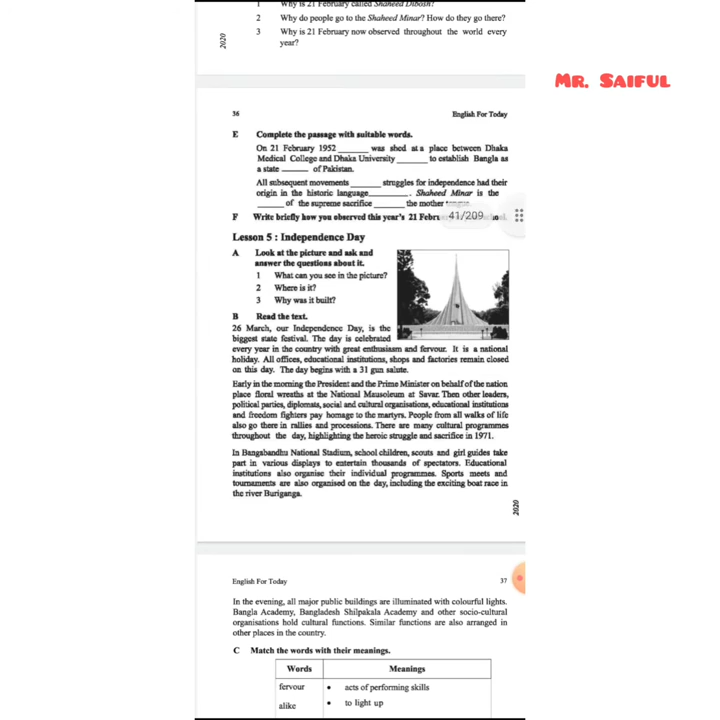 1 Why is 21 February called Shaheed Dibosh?
2 Why do people go to the Shaheed Minar? How do they go there?
3 Why is 21 February now observed throughout the world every
year?
2020
MR. SAIFUL
36 English For Today
E Complete the passage with suitable words.
On 21 February 1952 ______ was shed at a place between Dhaka
Medical College and Dhaka University ______ to establish Bangla as
a state ______ of Pakistan.
All subsequent movements ______ struggles for independence had their
origin in the historic language ______. Shaheed Minar is the
______ of the supreme sacrifice ______ the mother
F Write briefly how you observed this year's 21 Febru
41/209
Lesson 5 : Independence Day
A Look at the picture and ask and
answer the questions about it.
1 What can you see in the picture?
2 Where is it?
3 Why was it built?
B Read the text.
26 March, our Independence Day, is the
biggest state festival. The day is celebrated
every year in the country with great enthusiasm and fervour. It is a national
holiday. All offices, educational institutions, shops and factories remain closed
on this day. The day begins with a 31 gun salute.
Early in the morning the President and the Prime Minister on behalf of the nation
place floral wreaths at the National Mausoleum at Savar. Then other leaders,
political parties, diplomats, social and cultural organisations, educational institutions
and freedom fighters pay homage to the martyrs. People from all walks of life
also go there in rallies and processions. There are many cultural programmes
throughout the day, highlighting the heroic struggle and sacrifice in 1971.
In Bangabandhu National Stadium, school children, scouts and girl guides take
part in various displays to entertain thousands of spectators. Educational
institutions also organise their individual programmes. Sports meets and
tournaments are also organised on the day, including the exciting boat race in
the river Buriganga.
2020
English For Today 37
In the evening, all major public buildings are illuminated with colourful lights.
Bangla Academy, Bangladesh Shilpakala Academy and other socio-cultural
organisations hold cultural functions. Similar functions are also arranged in
other places in the country.
C Match the words with their meanings.
Words Meanings
fervour • acts of performing skills
alike • to light up